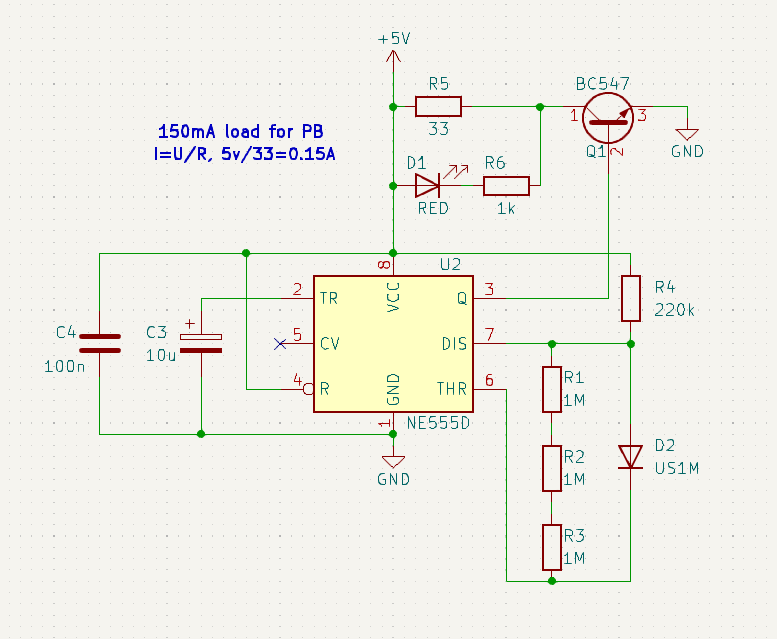 +5V
R5
33
BC547
1
3
Q1
2
GND
150mA load for PB
I=U/R, 5v/33=0.15A
D1
RED
R6
1k
8
U2
VCC
2
TR
Q
3
R4
220k
C4
100n
C3
+
10u
5
CV
DIS
7
4
R
GND
THR
6
1
NE555D
GND
R1
1M
R2
1M
R3
1M
D2
US1M